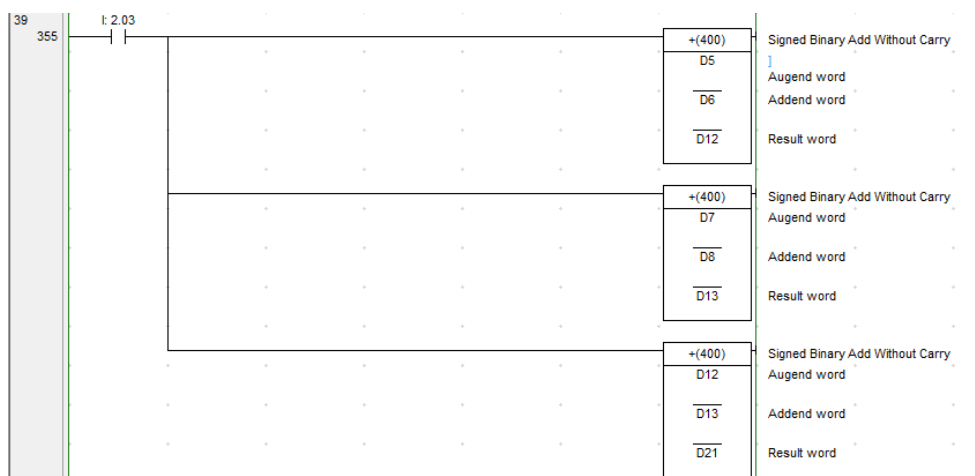 39 I: 2.03
355
+(400) Signed Binary Add Without Carry
D5 ]
Augend word
D6 Addend word
D12 Result word
+(400) Signed Binary Add Without Carry
D7 Augend word
D8 Addend word
D13 Result word
+(400) Signed Binary Add Without Carry
D12 Augend word
D13 Addend word
D21 Result word